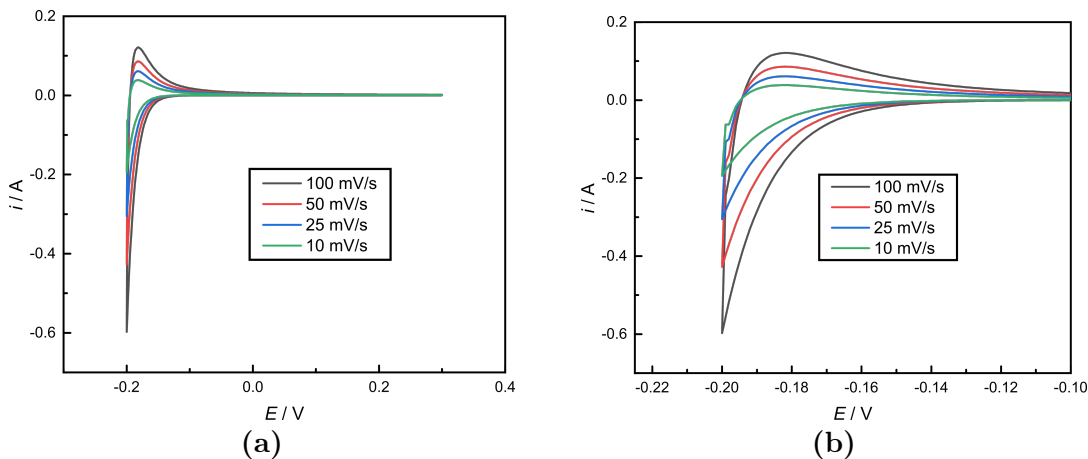 0.2
0.0
-0.2
-0.4
-0.6
i / A
100 mV/s
50 mV/s
25 mV/s
10 mV/s
-0.2 0.0 0.2 0.4
E / V
(a)
0.2
0.0
-0.2
-0.4
-0.6
i / A
100 mV/s
50 mV/s
25 mV/s
10 mV/s
-0.22 -0.20 -0.18 -0.16 -0.14 -0.12 -0.10
E / V
(b)